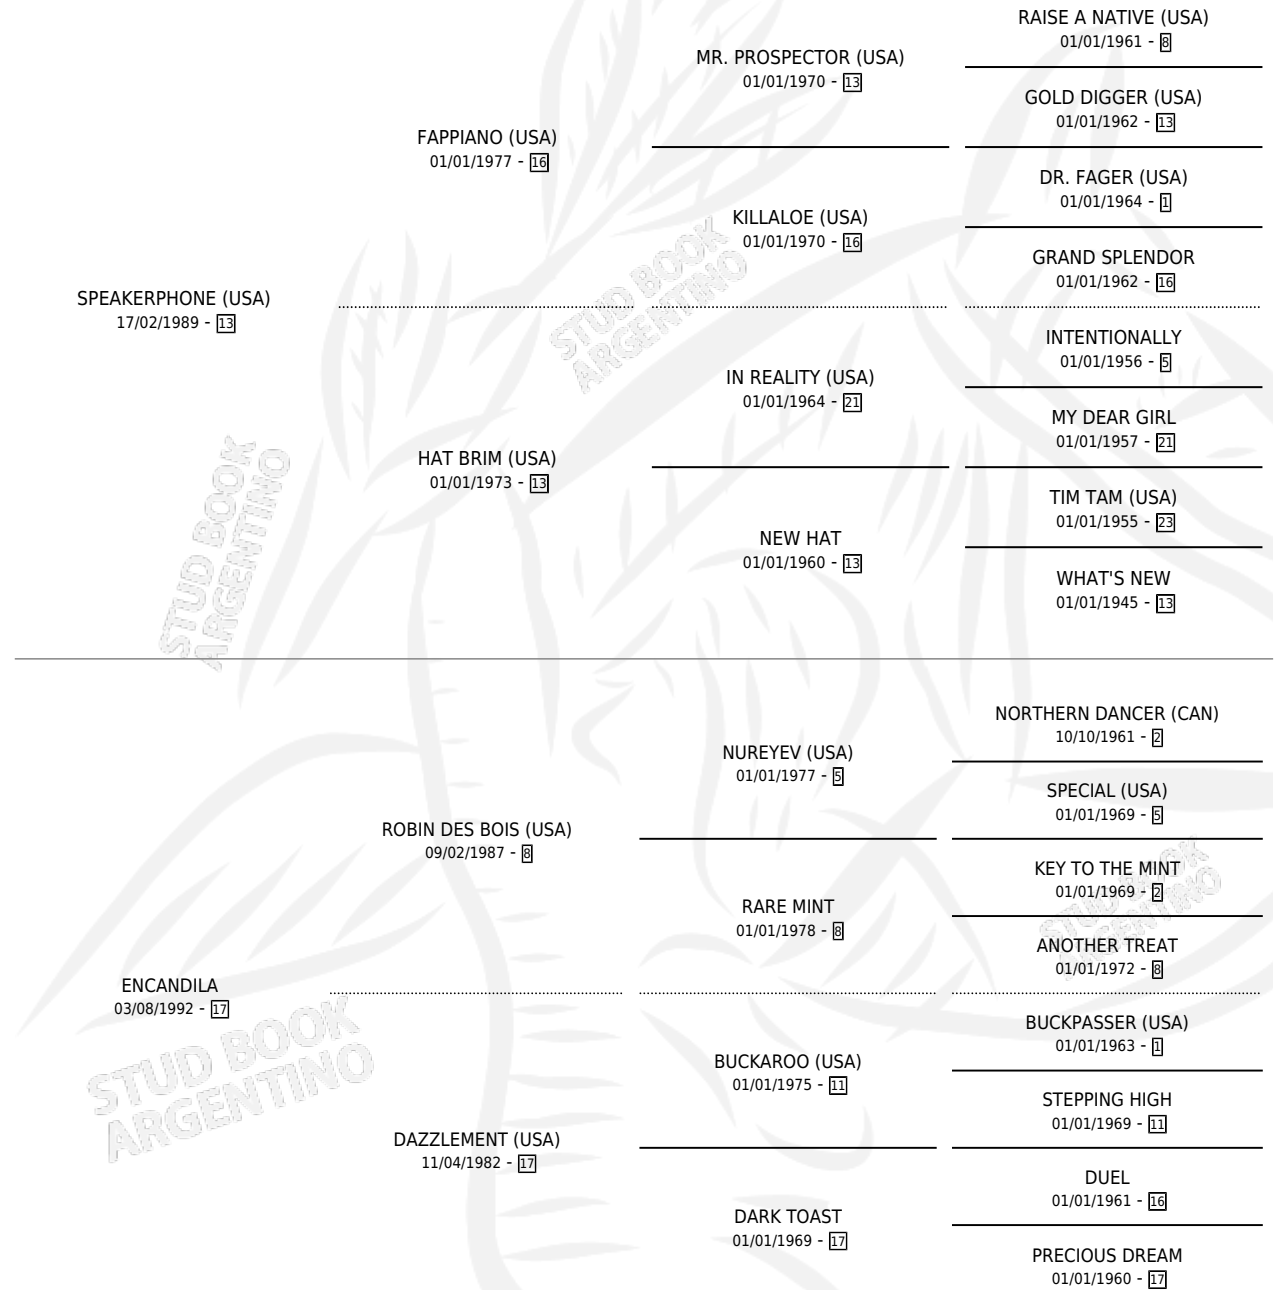 RAISE A NATIVE (USA)
01/01/1961 - 8
MR. PROSPECTOR (USA)
01/01/1970 - 13
GOLD DIGGER (USA)
01/01/1962 - 13
FAPPIANO (USA)
01/01/1977 - 16
DR. FAGER (USA)
01/01/1964 - 1
KILLALOE (USA)
01/01/1970 - 16
GRAND SPLENDOR
01/01/1962 - 16
SPEAKERPHONE (USA)
17/02/1989 - 13
STUD BOOK
ARGENTINO
INTENTIONALLY
01/01/1956 - 5
IN REALITY (USA)
01/01/1964 - 21
MY DEAR GIRL
01/01/1957 - 21
HAT BRIM (USA)
01/01/1973 - 13
TIM TAM (USA)
01/01/1955 - 23
NEW HAT
01/01/1960 - 13
WHAT'S NEW
01/01/1945 - 13
STUD BOOK
ARGENTINO
NORTHERN DANCER (CAN)
10/10/1961 - 2
NUREYEV (USA)
01/01/1977 - 5
SPECIAL (USA)
01/01/1969 - 5
ROBIN DES BOIS (USA)
09/02/1987 - 8
KEY TO THE MINT
01/01/1969 - 2
STUD BOOK
ARGENTINO
RARE MINT
01/01/1978 - 8
ANOTHER TREAT
01/01/1972 - 8
ENCANDILA
03/08/1992 - 17
STUD BOOK
ARGENTINO
BUCKPASSER (USA)
01/01/1963 - 1
BUCKAROO (USA)
01/01/1975 - 11
STEPPING HIGH
01/01/1969 - 11
DAZZLEMENT (USA)
11/04/1982 - 17
DUEL
01/01/1961 - 16
DARK TOAST
01/01/1969 - 17
PRECIOUS DREAM
01/01/1960 - 17